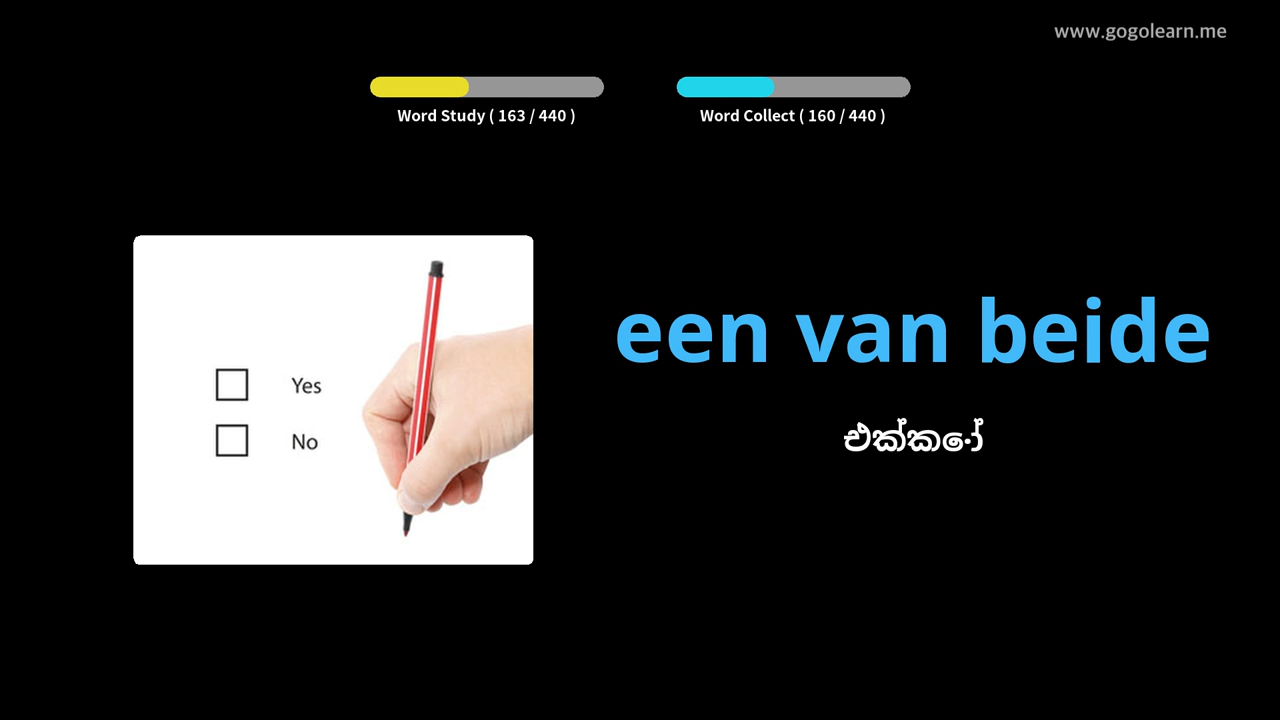 www.gogolearn.me
Word Study ( 163 / 440 )
Word Collect ( 160 / 440 )
Yes
No
een van beide
එක්ක‍ෝ